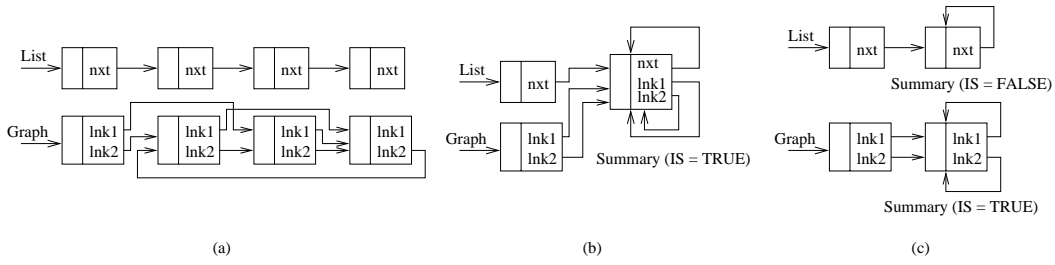 List
nxt
nxt
nxt
nxt
Graph
lnk1
lnk2
lnk1
lnk2
lnk1
lnk2
lnk1
lnk2
(a)
List
nxt
nxt
lnk1
lnk2
Graph
lnk1
lnk2
Summary (IS = TRUE)
(b)
List
nxt
nxt
Summary (IS = FALSE)
Graph
lnk1
lnk2
lnk1
lnk2
Summary (IS = TRUE)
(c)